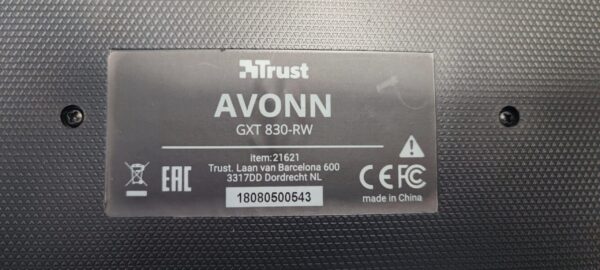 Trust
AVONN
GXT 830-RW
item:21621
Trust. Laan van Barcelona 600
3317DD Dordrecht NL
EAC
CE FC
made in China
18080500543